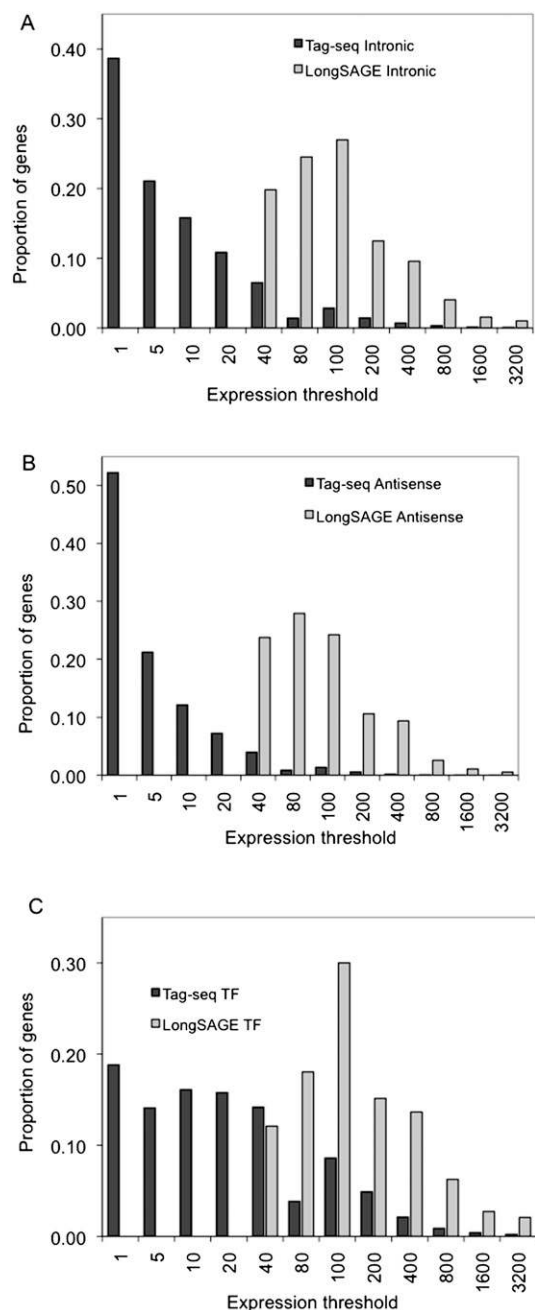 A
0.40
0.30
0.20
0.10
0.00
Proportion of genes
Tag-seq Intronic
LongSAGE Intronic
1 5 10 20 40 80 100 200 400 800 1600 3200
Expression threshold
B
0.50
0.40
0.30
0.20
0.10
0.00
Proportion of genes
Tag-seq Antisense
LongSAGE Antisense
1 5 10 20 40 80 100 200 400 800 1600 3200
Expression threshold
C
0.30
0.20
0.10
0.00
Proportion of genes
Tag-seq TF
LongSAGE TF
1 5 10 20 40 80 100 200 400 800 1600 3200
Expression threshold